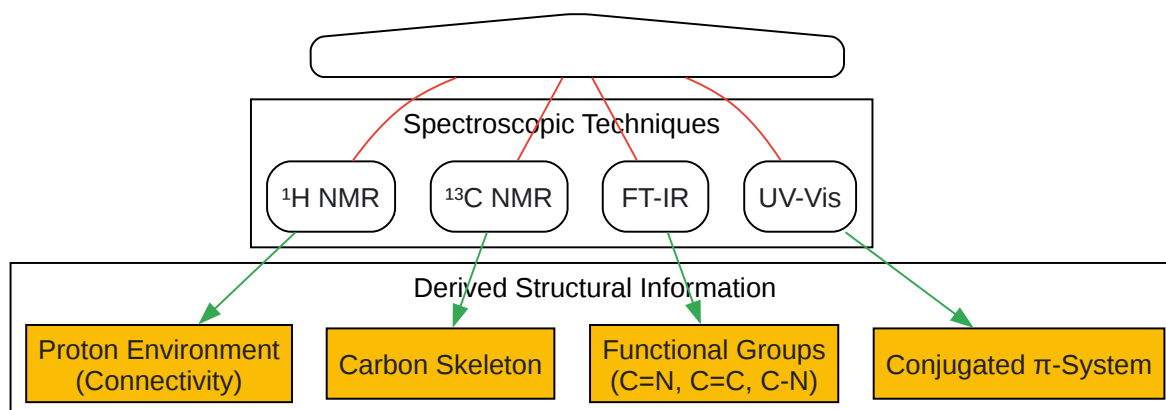 Spectroscopic Techniques
¹H NMR
¹³C NMR
FT-IR
UV-Vis
Derived Structural Information
Proton Environment
(Connectivity)
Carbon Skeleton
Functional Groups
(C=N, C=C, C-N)
Conjugated π-System